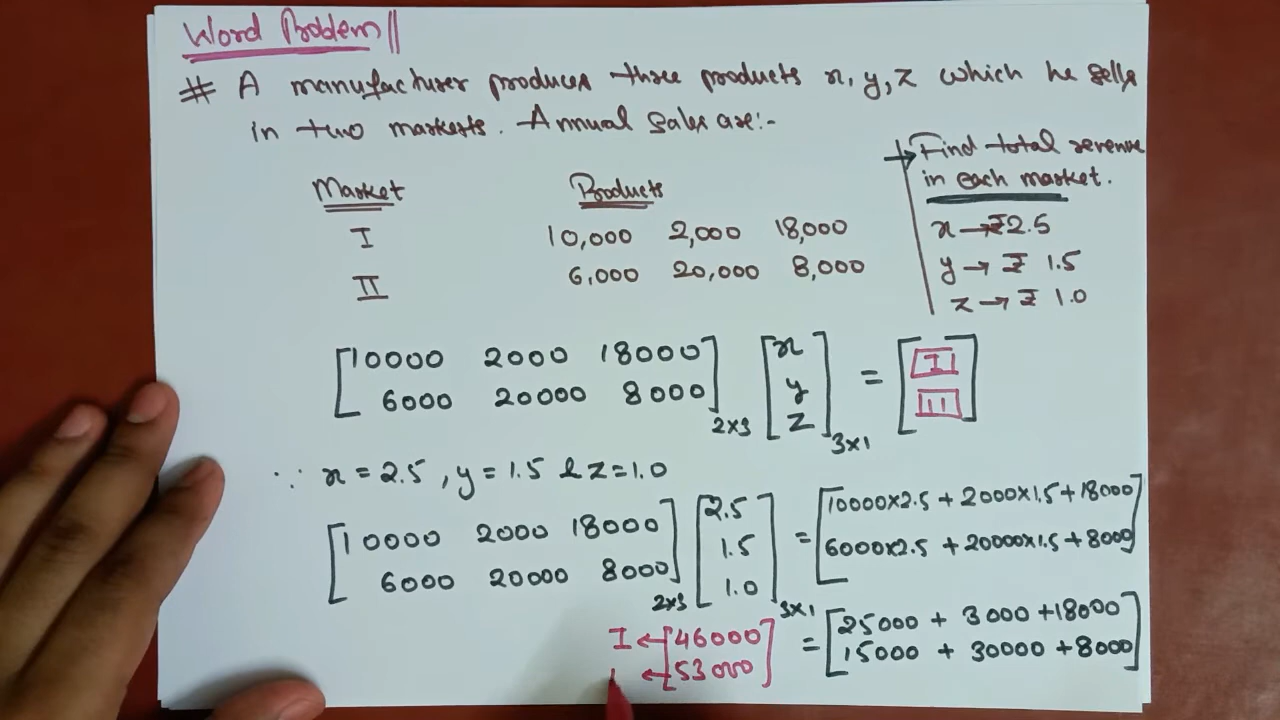 Word Problem ||
# A manufacturer produces three products x, y, z which he sells
in two markets. Annual sales are:-
Market Products
I 10,000 2,000 18,000
II 6,000 20,000 8,000
→ Find total revenue
in each market.
x → ₹2.5
y → ₹ 1.5
z → ₹ 1.0
[10000 2000 18000] [x] = [I]
[6000 20000 8000]2×3 [y] [II]
[z]3×1
∵ x = 2.5 , y = 1.5 & z = 1.0
[10000 2000 18000] [2.5] = [10000×2.5 + 2000×1.5 + 18000]
[6000 20000 8000]2×3 [1.5] [6000×2.5 + 20000×1.5 + 8000]
[1.0]3×1
= [25000 + 3000 + 18000]
[15000 + 30000 + 8000]
I ← [46000]
← [53000]